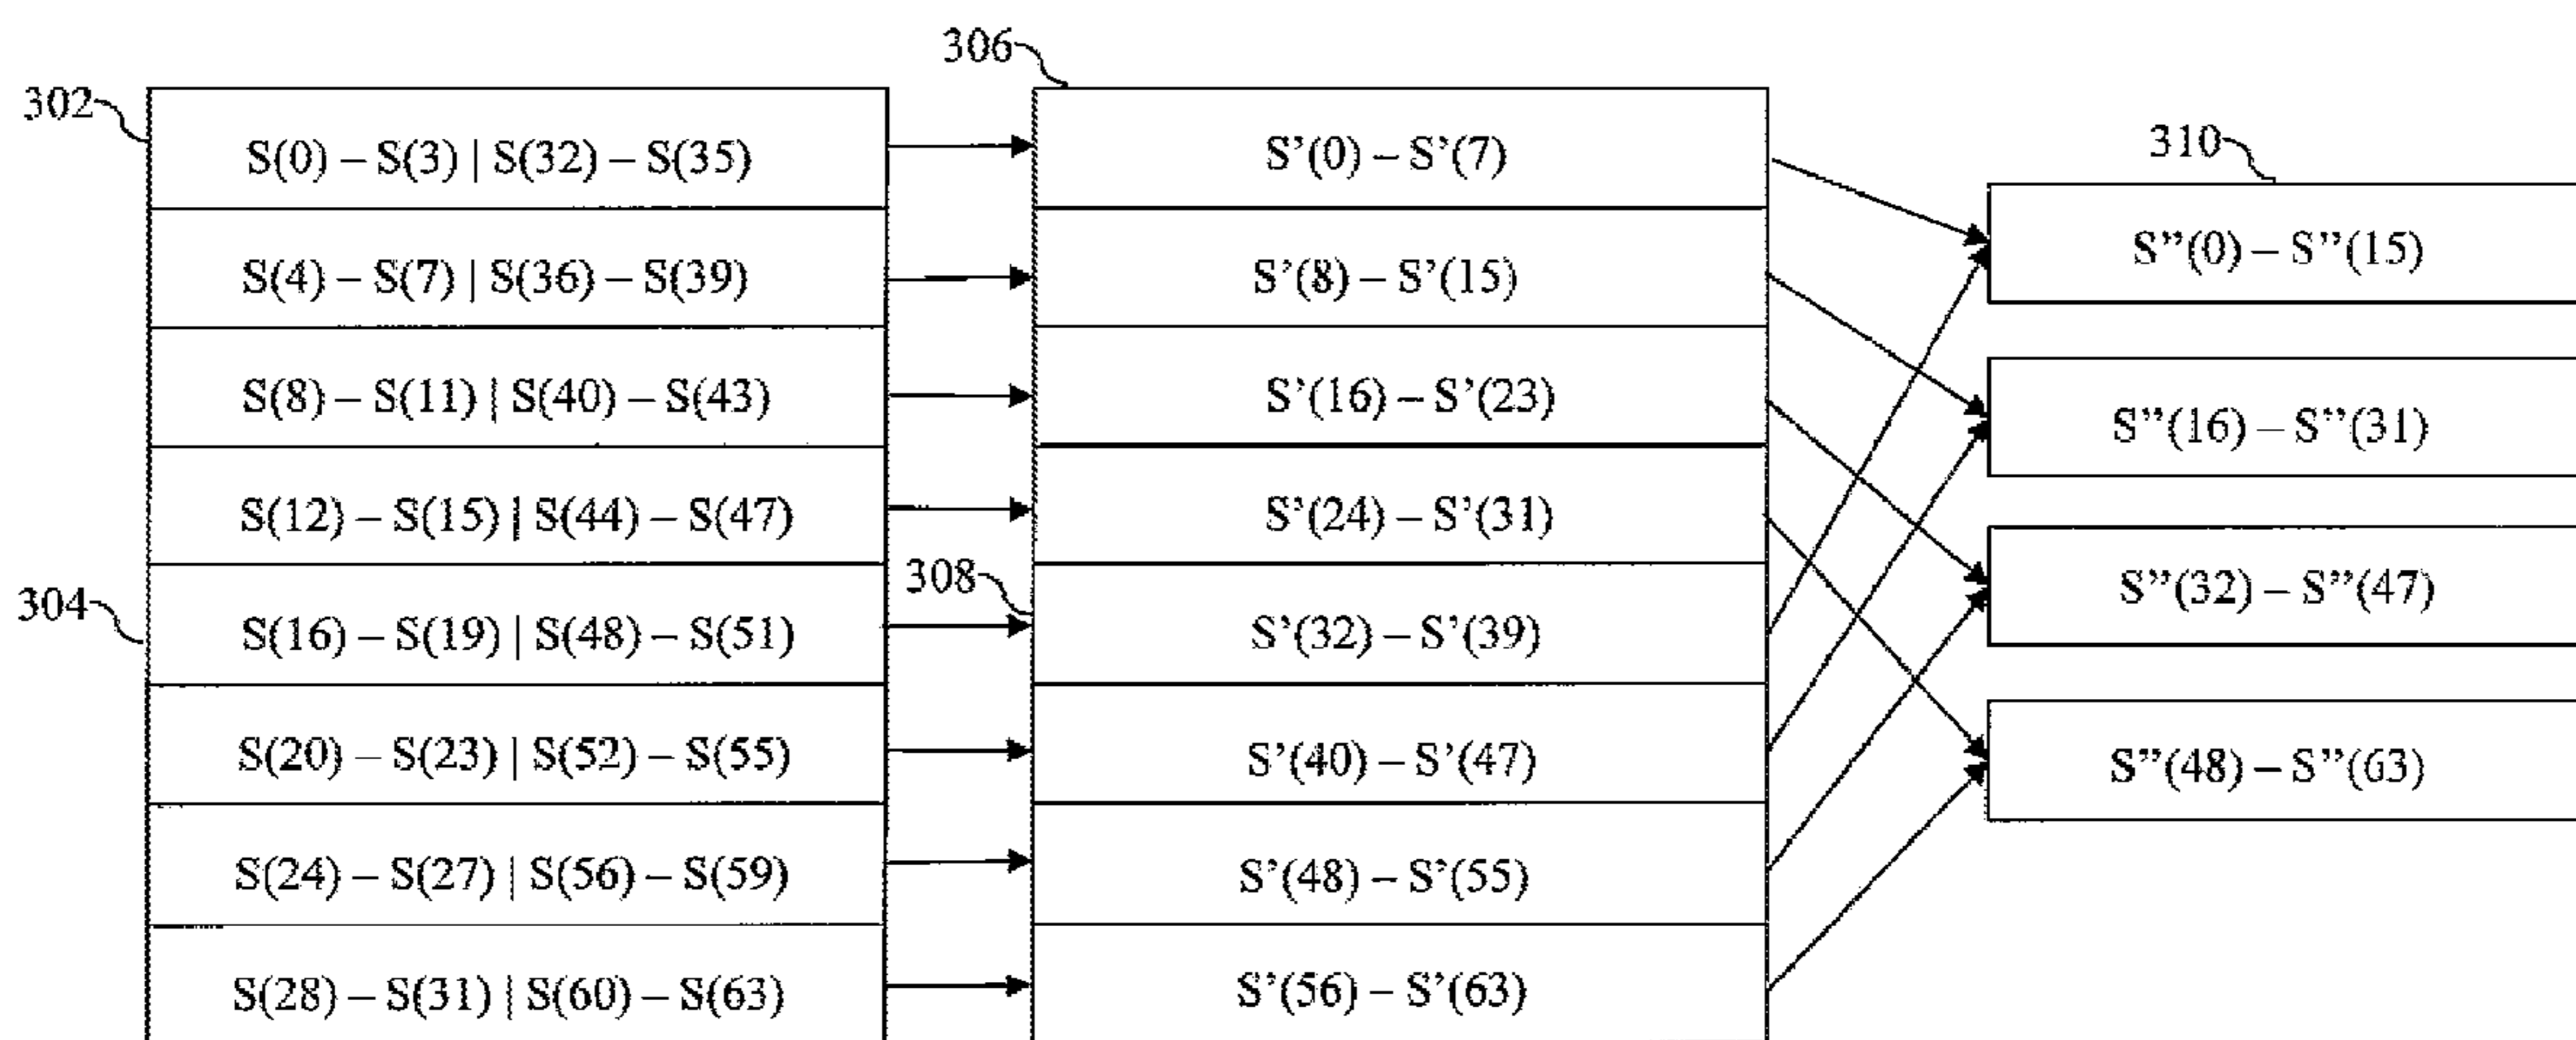 306
302
310
S(0) – S(3) | S(32) – S(35)
S’(0) – S’(7)
S(4) – S(7) | S(36) – S(39)
S’(8) – S’(15)
S”(0) – S”(15)
S(8) – S(11) | S(40) – S(43)
S’(16) – S’(23)
S”(16) – S”(31)
S(12) – S(15) | S(44) – S(47)
S’(24) – S’(31)
304
308
S”(32) – S”(47)
S(16) – S(19) | S(48) – S(51)
S’(32) – S’(39)
S(20) – S(23) | S(52) – S(55)
S’(40) – S’(47)
S”(48) – S”(63)
S(24) – S(27) | S(56) – S(59)
S’(48) – S’(55)
S(28) – S(31) | S(60) – S(63)
S’(56) – S’(63)